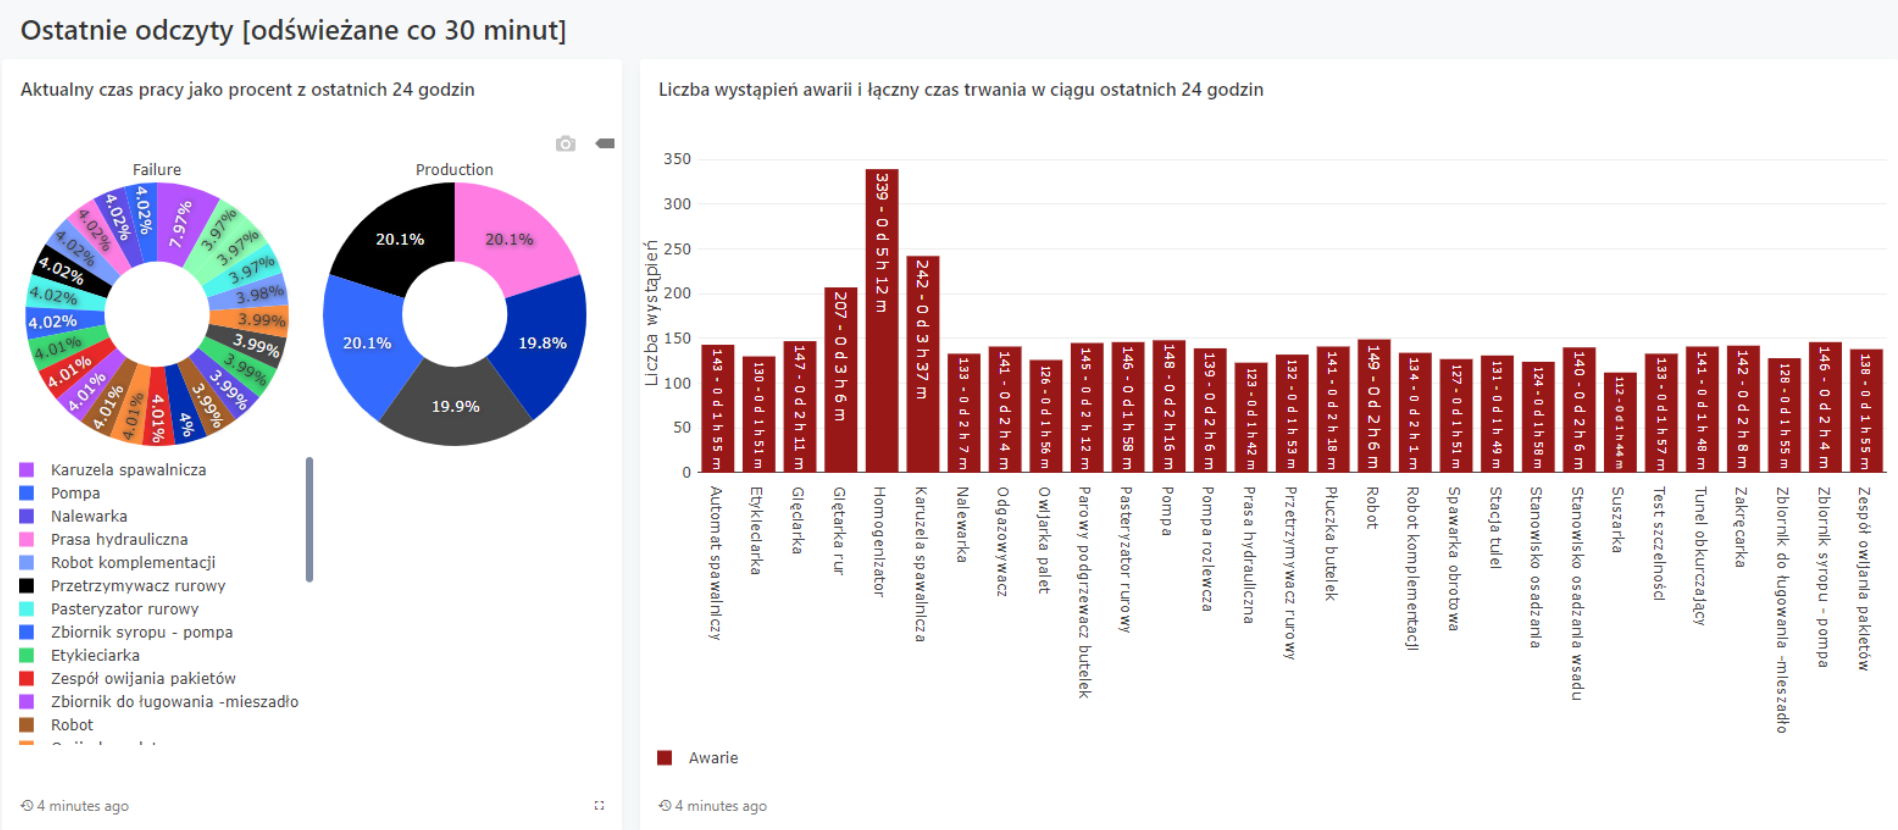 Ostatnie odczyty [odświeżane co 30 minut]
Aktualny czas pracy jako procent z ostatnich 24 godzin
Failure
7.97%
3.97%
3.97%
3.97%
3.98%
3.99%
3.99%
3.99%
3.99%
3.99%
4%
4.01%
4.01%
4.01%
4.01%
4.01%
4.01%
4.02%
4.02%
4.02%
4.02%
4.02%
4.02%
4.02%
Production
20.1%
19.8%
19.9%
20.1%
20.1%
Karuzela spawalnicza
Pompa
Nalewarka
Prasa hydrauliczna
Robot komplementacji
Przetrzymywacz rurowy
Pasteryzator rurowy
Zbiornik syropu - pompa
Etykieciarka
Zespół owijania pakietów
Zbiornik do ługowania -mieszadło
Robot
4 minutes ago
Liczba wystąpień awarii i łączny czas trwania w ciągu ostatnich 24 godzin
Liczba wystąpień
350
300
250
200
150
100
50
0
143 - 0 d 1 h 55 m
130 - 0 d 1 h 51 m
147 - 0 d 2 h 11 m
207 - 0 d 3 h 6 m
339 - 0 d 5 h 12 m
242 - 0 d 3 h 37 m
133 - 0 d 2 h 7 m
141 - 0 d 2 h 4 m
126 - 0 d 1 h 56 m
145 - 0 d 2 h 12 m
146 - 0 d 1 h 58 m
148 - 0 d 2 h 16 m
139 - 0 d 2 h 6 m
123 - 0 d 1 h 42 m
132 - 0 d 1 h 53 m
141 - 0 d 2 h 18 m
149 - 0 d 2 h 6 m
134 - 0 d 2 h 1 m
127 - 0 d 1 h 51 m
131 - 0 d 1 h 49 m
124 - 0 d 1 h 58 m
140 - 0 d 2 h 6 m
112 - 0 d 1 h 44 m
133 - 0 d 1 h 57 m
141 - 0 d 1 h 48 m
142 - 0 d 2 h 8 m
128 - 0 d 1 h 55 m
146 - 0 d 2 h 4 m
138 - 0 d 1 h 55 m
Automat spawalniczy
Etykieciarka
Gięciarka
Giętarka rur
Homogenizator
Karuzela spawalnicza
Nalewarka
Odgazowywacz
Owijarka palet
Parowy podgrzewacz butelek
Pasteryzator rurowy
Pompa
Pompa rozlewcza
Prasa hydrauliczna
Przetrzymywacz rurowy
Płuczka butelek
Robot
Robot komplementacji
Spawarka obrotowa
Stacja tulei
Stanowisko osadzania
Stanowisko osadzania wsadu
Suszarka
Test szczelności
Tunel obkurczający
Zakręcarka
Zbiornik do ługowania -mieszadło
Zbiornik syropu - pompa
Zespół owijania pakietów
Awarie
4 minutes ago